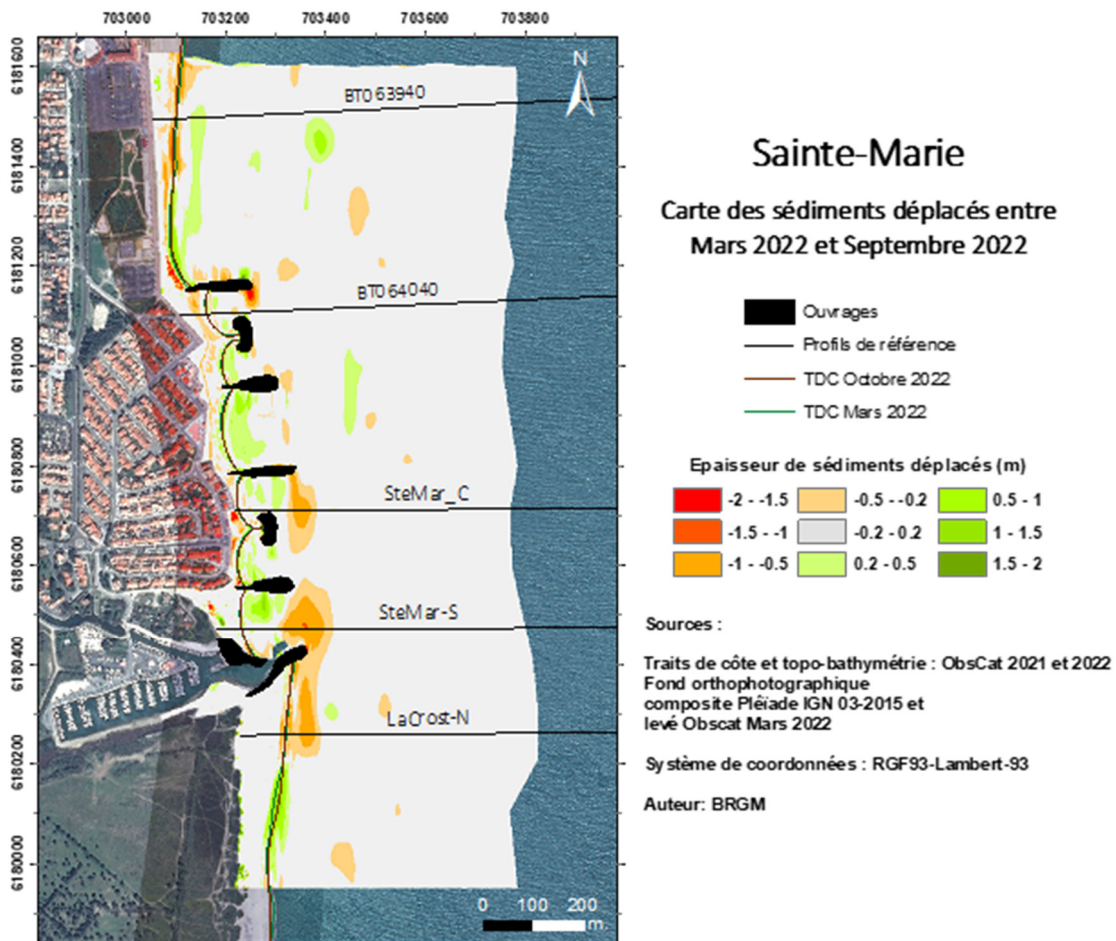 703000 703200 703400 703600 703800
6181600
6181400
6181200
6181000
6180800
6180600
6180400
6180200
6180000
N
BT063940
BT064040
SteMar_C
SteMar-S
LaCrost-N
0 100 200
m.
Sainte-Marie
Carte des sédiments déplacés entre
Mars 2022 et Septembre 2022
Ouvrages
Profils de référence
TDC Octobre 2022
TDC Mars 2022
Epaisseur de sédiments déplacés (m)
-2 - -1.5 -0.5 - -0.2 0.5 - 1
-1.5 - -1 -0.2 - 0.2 1 - 1.5
-1 - -0.5 0.2 - 0.5 1.5 - 2
Sources :
Traits de côte et topo-bathymétrie : ObsCat 2021 et 2022
Fond orthophotographique
composite Plëiade IGN 03-2015 et
levé Obscat Mars 2022
Système de coordonnées : RGF93-Lambert-93
Auteur: BRGM